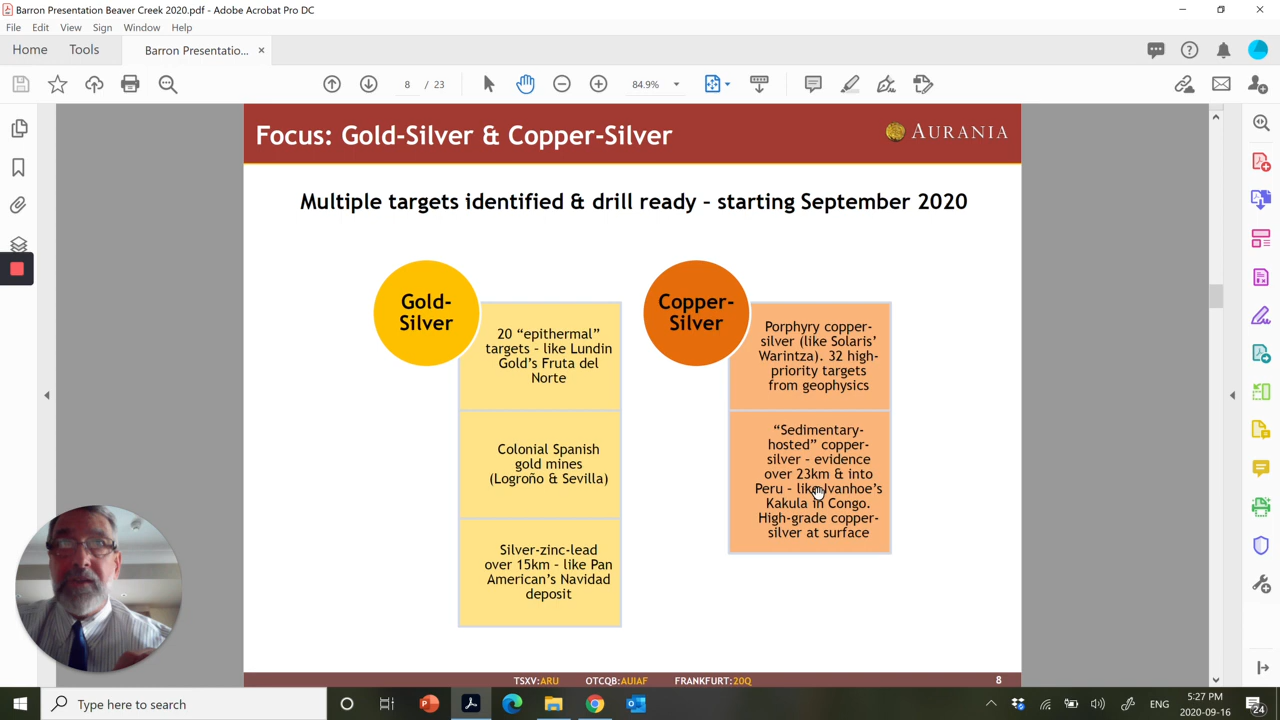 Barron Presentation Beaver Creek 2020.pdf - Adobe Acrobat Pro DC
File Edit View Sign Window Help
Home Tools Barron Presentatio... ×
8 / 23 84.9%
Focus: Gold-Silver & Copper-Silver
AURANIA
Multiple targets identified & drill ready – starting September 2020
Gold-
Silver
20 “epithermal”
targets – like Lundin
Gold’s Fruta del
Norte
Colonial Spanish
gold mines
(Logroño & Sevilla)
Silver-zinc-lead
over 15km – like Pan
American’s Navidad
deposit
Copper-
Silver
Porphyry copper-
silver (like Solaris’
Warintza). 32 high-
priority targets
from geophysics
“Sedimentary-
hosted” copper-
silver – evidence
over 23km & into
Peru – like Ivanhoe’s
Kakula in Congo.
High-grade copper-
silver at surface
TSXV:ARU OTCQB:AUIAF FRANKFURT:20Q 8
Type here to search
ENG
5:27 PM
2020-09-16
24